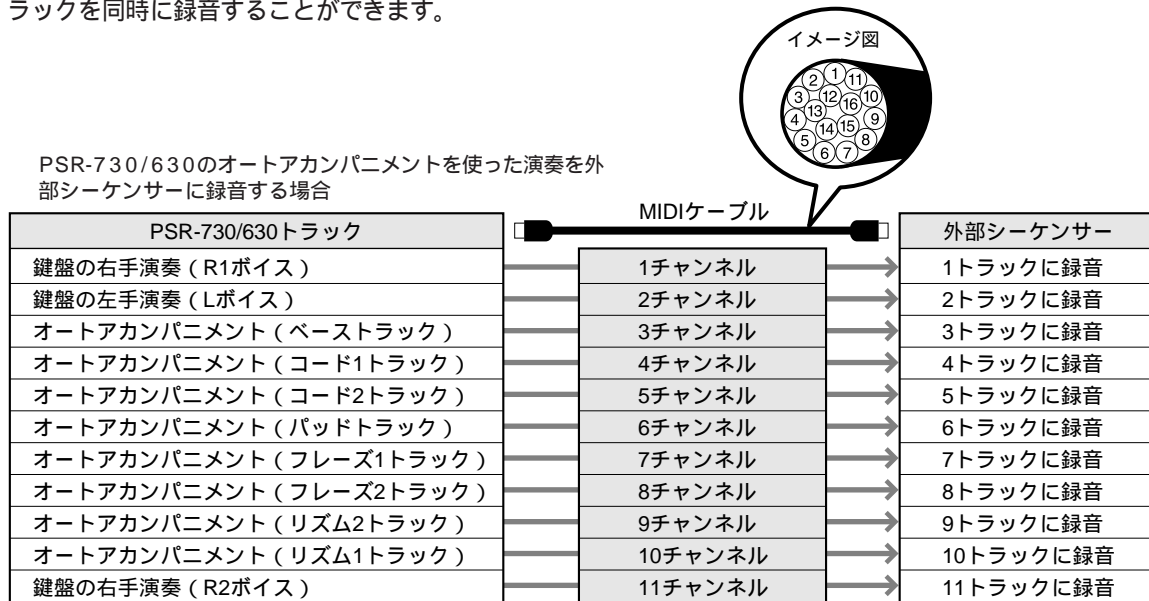 ラックを同時に録音することができます。
イメージ図
2 1 11
3 12 16 10
4 13 14 15 9
5 6 7 8
PSR-730/630のオートアカンパニメントを使った演奏を外
部シーケンサーに録音する場合
MIDIケーブル
PSR-730/630トラック 外部シーケンサー
鍵盤の右手演奏(R1ボイス) 1チャンネル 1トラックに録音
鍵盤の左手演奏(Lボイス) 2チャンネル 2トラックに録音
オートアカンパニメント(ベーストラック) 3チャンネル 3トラックに録音
オートアカンパニメント(コード1トラック) 4チャンネル 4トラックに録音
オートアカンパニメント(コード2トラック) 5チャンネル 5トラックに録音
オートアカンパニメント(パッドトラック) 6チャンネル 6トラックに録音
オートアカンパニメント(フレーズ1トラック) 7チャンネル 7トラックに録音
オートアカンパニメント(フレーズ2トラック) 8チャンネル 8トラックに録音
オートアカンパニメント(リズム2トラック) 9チャンネル 9トラックに録音
オートアカンパニメント(リズム1トラック) 10チャンネル 10トラックに録音
鍵盤の右手演奏(R2ボイス) 11チャンネル 11トラックに録音